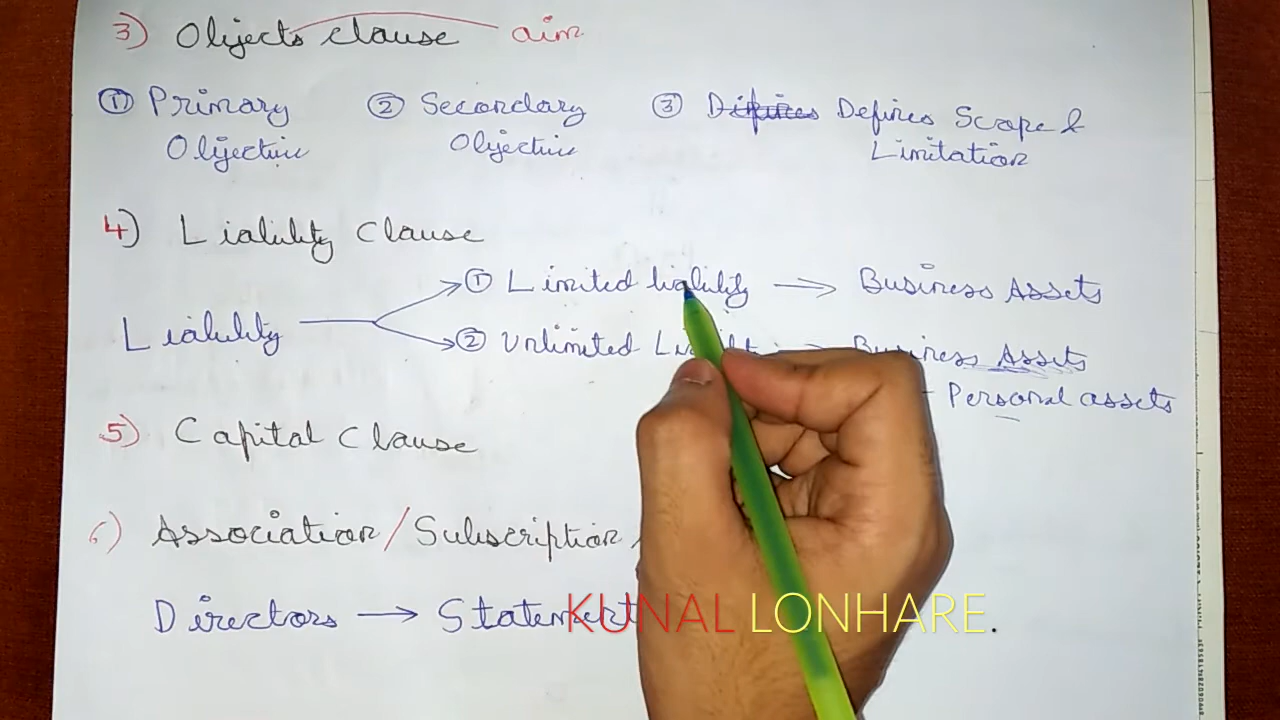 3) Objects clause aim
① Primary Objective
② Secondary Objective
③ Defines Defines Scope & Limitation
4) Liability Clause
Liability
① Limited liability → Business Assets
② Unlimited → Business Assets
Personal assets
5) Capital Clause
6) Association/Subscription
Directors → Statement
KUNAL LONHARE.